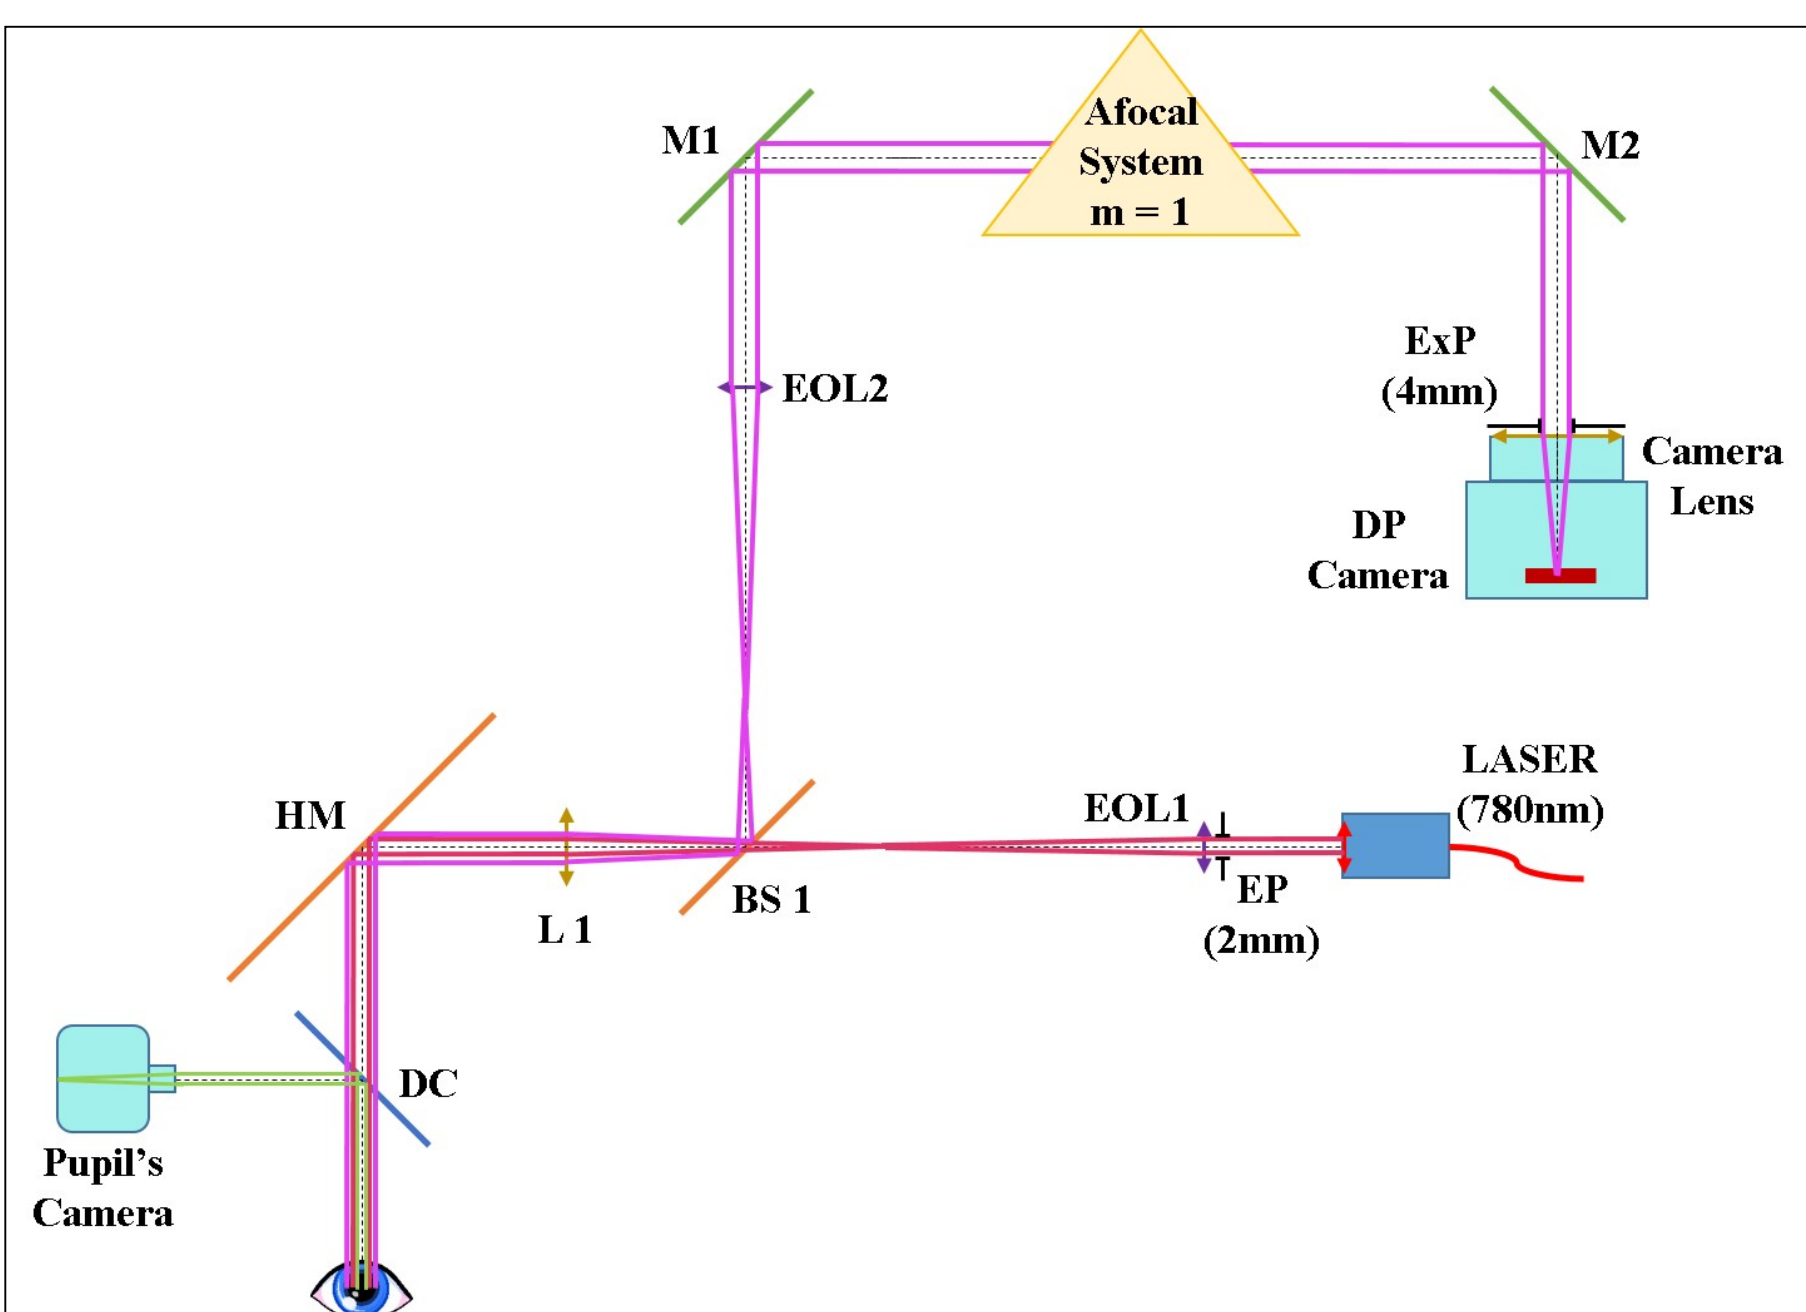 Afocal
System
m = 1
M1
M2
ExP
(4mm)
EOL2
Camera
Lens
DP
Camera
LASER
(780nm)
HM
EOL1
BS 1
EP
(2mm)
L 1
DC
Pupil’s
Camera